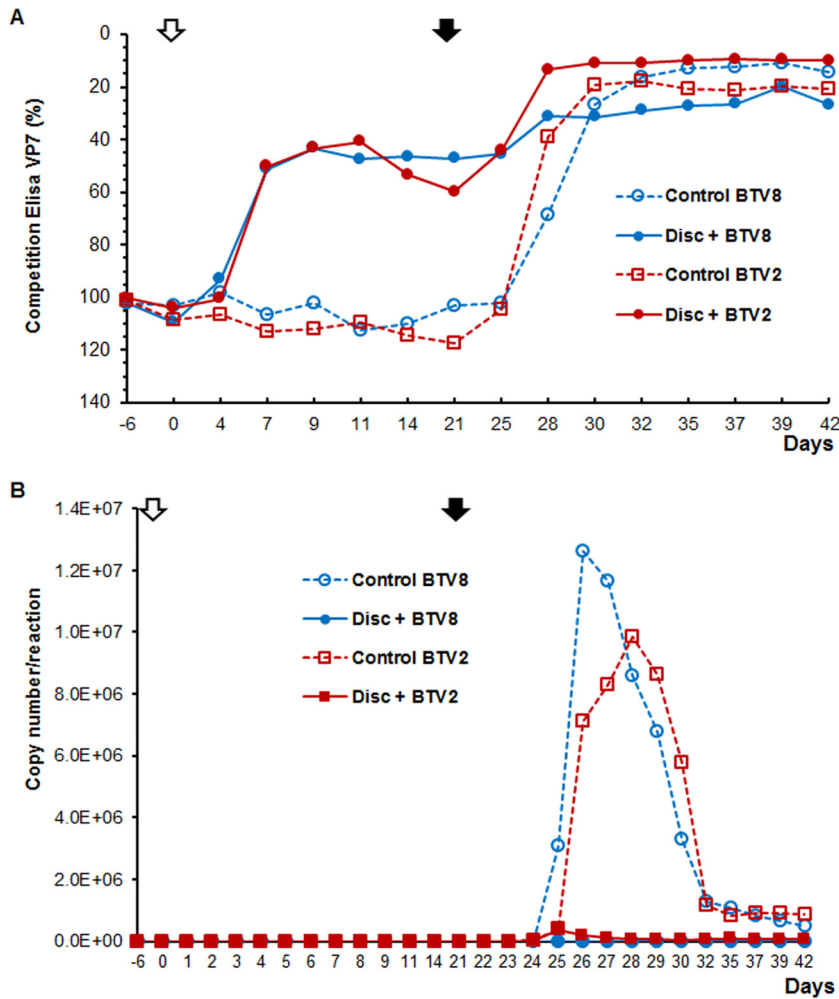 A
Competition Elisa VP7 (%)
0
20
40
60
80
100
120
140
-6 0 4 7 9 11 14 21 25 28 30 32 35 37 39 42
Days
Control BTV8
Disc + BTV8
Control BTV2
Disc + BTV2
B
Copy number/reaction
1.4E+07
1.2E+07
1.0E+07
8.0E+06
6.0E+06
4.0E+06
2.0E+06
0.0E+00
-6 0 1 2 3 4 5 6 7 8 9 11 14 21 22 23 24 25 26 27 28 29 30 32 35 37 39 42
Days
Control BTV8
Disc + BTV8
Control BTV2
Disc + BTV2